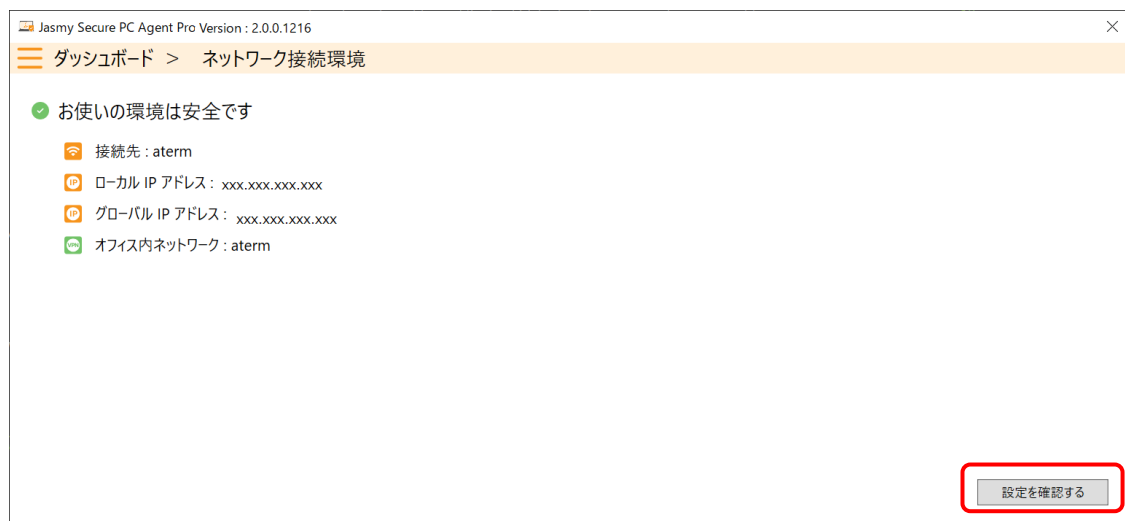 Jasmy Secure PC Agent Pro Version : 2.0.0.1216
ダッシュボード > ネットワーク接続環境
お使いの環境は安全です
接続先 : aterm
IP ローカル IP アドレス : xxx.xxx.xxx.xxx
IP グローバル IP アドレス : xxx.xxx.xxx.xxx
VPN オフィス内ネットワーク : aterm
設定を確認する